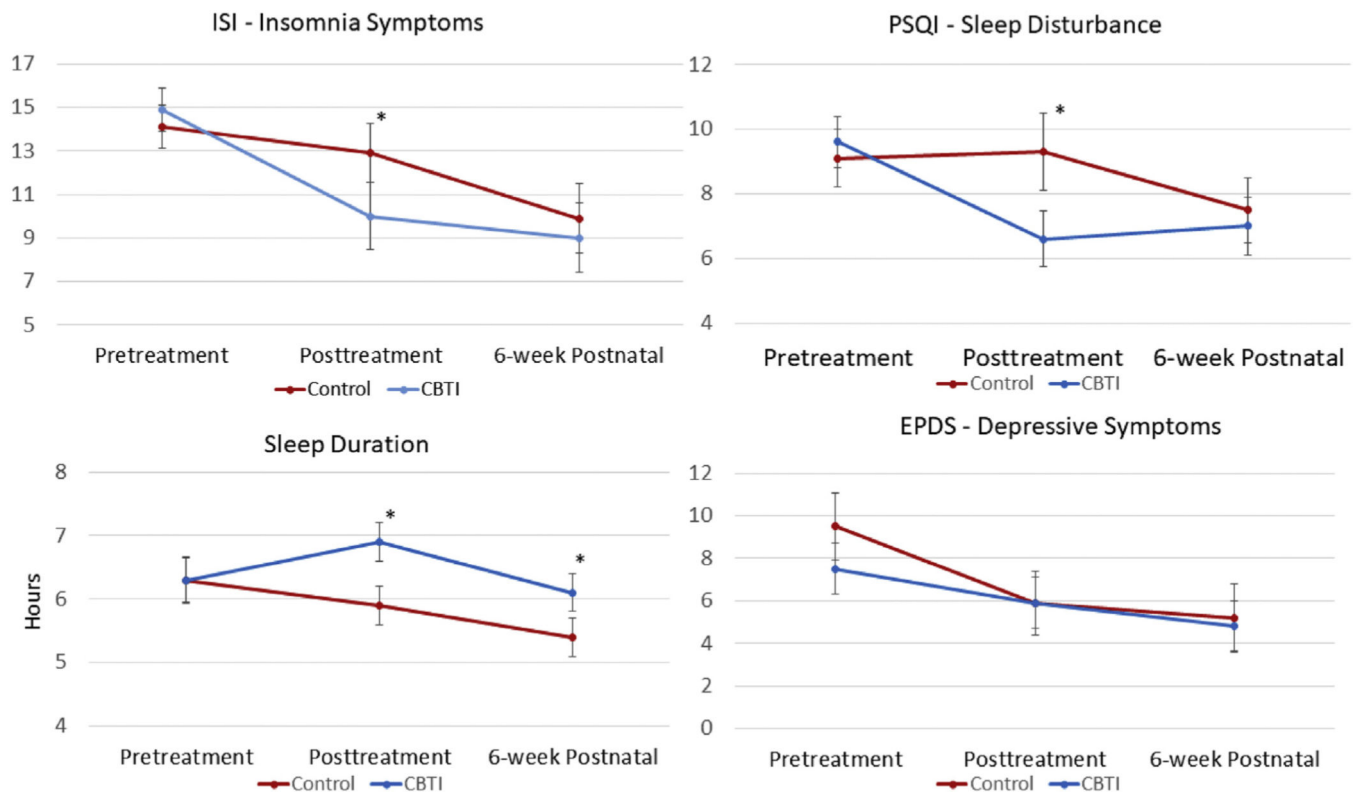 ISI - Insomnia Symptoms
17
15
13
11
9
7
5
*
Pretreatment Posttreatment 6-week Postnatal
Control CBTI
PSQI - Sleep Disturbance
12
10
8
6
4
*
Pretreatment Posttreatment 6-week Postnatal
Control CBTI
Sleep Duration
Hours
8
7
6
5
4
*
*
Pretreatment Posttreatment 6-week Postnatal
Control CBTI
EPDS - Depressive Symptoms
12
10
8
6
4
2
0
Pretreatment Posttreatment 6-week Postnatal
Control CBTI